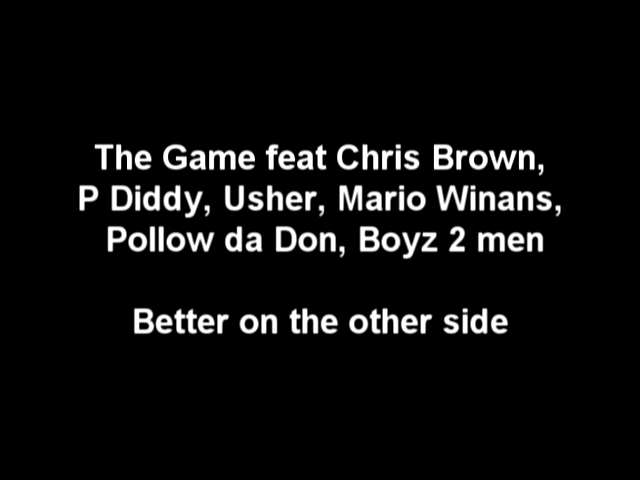 The Game feat Chris Brown,
P Diddy, Usher, Mario Winans,
Pollow da Don, Boyz 2 men
Better on the other side